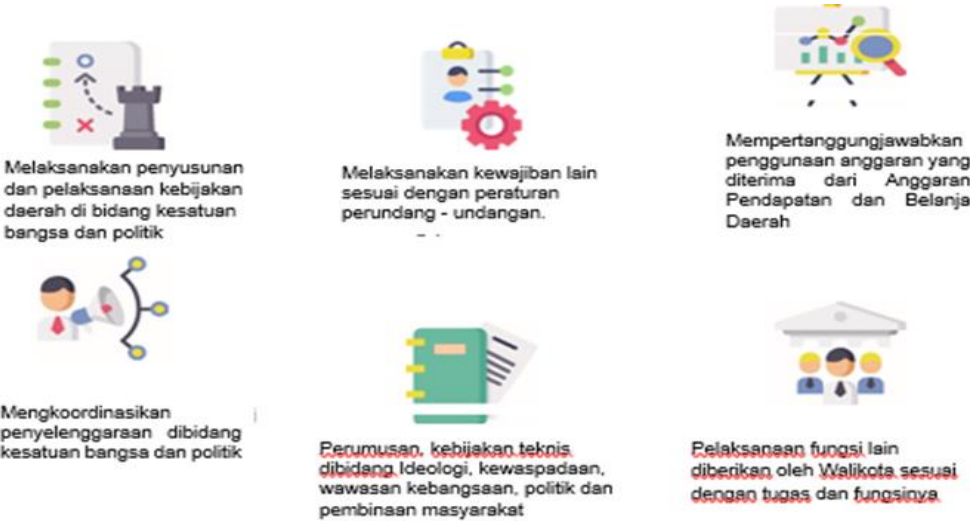 Melaksanakan penyusunan
dan pelaksanaan kebijakan
daerah di bidang kesatuan
bangsa dan politik
Melaksanakan kewajiban lain
sesuai dengan peraturan
perundang - undangan.
Mempertanggungjawabkan
penggunaan anggaran yang
diterima dari Anggaran
Pendapatan dan Belanja
Daerah
Mengkoordinasikan
penyelenggaraan dibidang
kesatuan bangsa dan politik
Perumusan, kebijakan teknis
dibidang Ideologi, kewaspadaan,
wawasan kebangsaan, politik dan
pembinaan masyarakat
Pelaksanaan fungsi lain
diberikan oleh Walikota sesuai
dengan tugas dan fungsinya